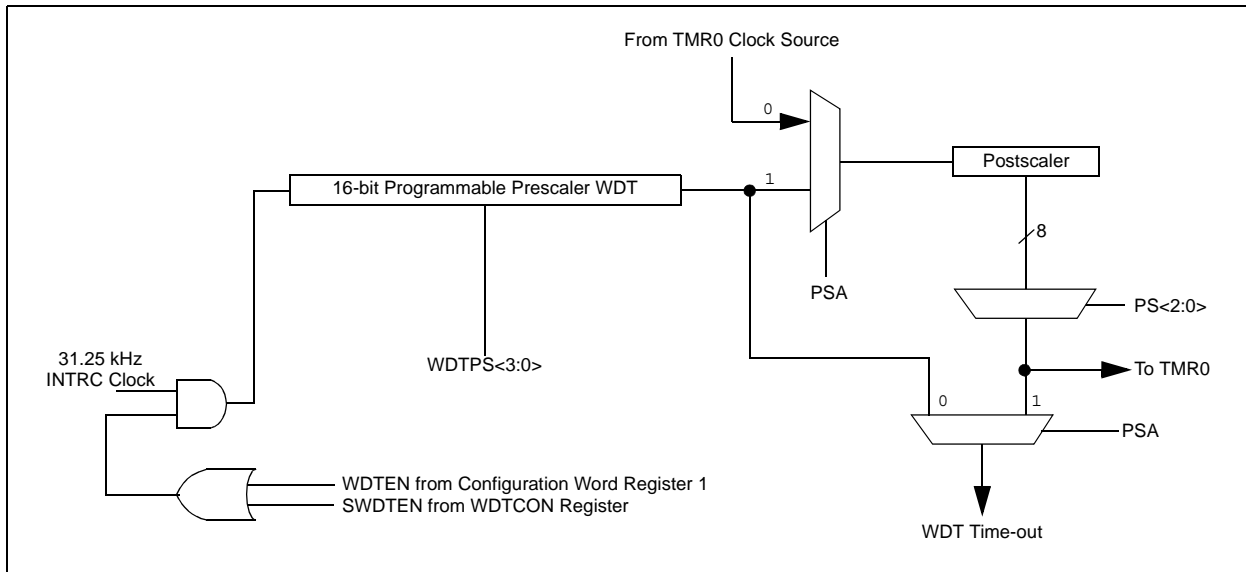 From TMR0 Clock Source
0
Postscaler
16-bit Programmable Prescaler WDT
1
8
PSA
PS<2:0>
31.25 kHz
INTRC Clock
WDTPS<3:0>
To TMR0
0
1
PSA
WDTEN from Configuration Word Register 1
SWDTEN from WDTCON Register
WDT Time-out